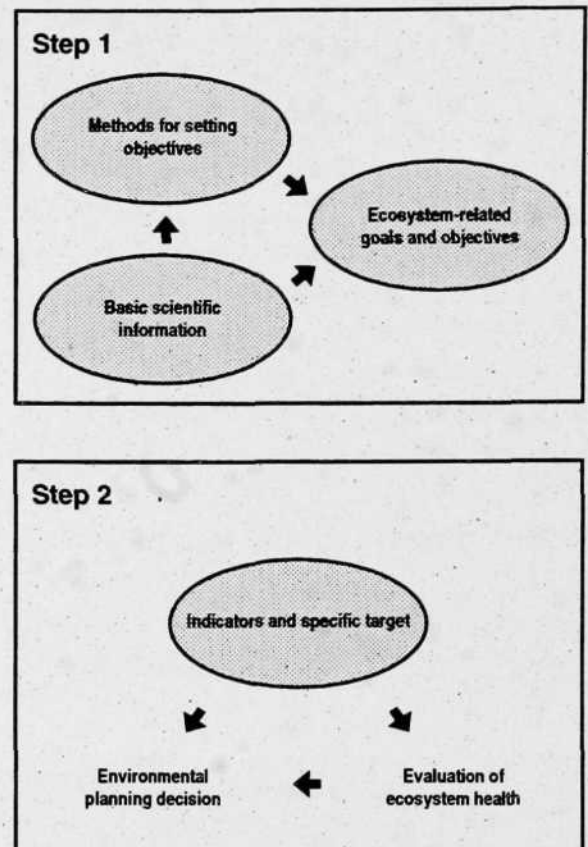 Step 1
Methods for setting
objectives
Ecosystem-related
goals and objectives
Basic scientific
information
Step 2
Indicators and specific target
Environmental
planning decision
Evaluation of
ecosystem health